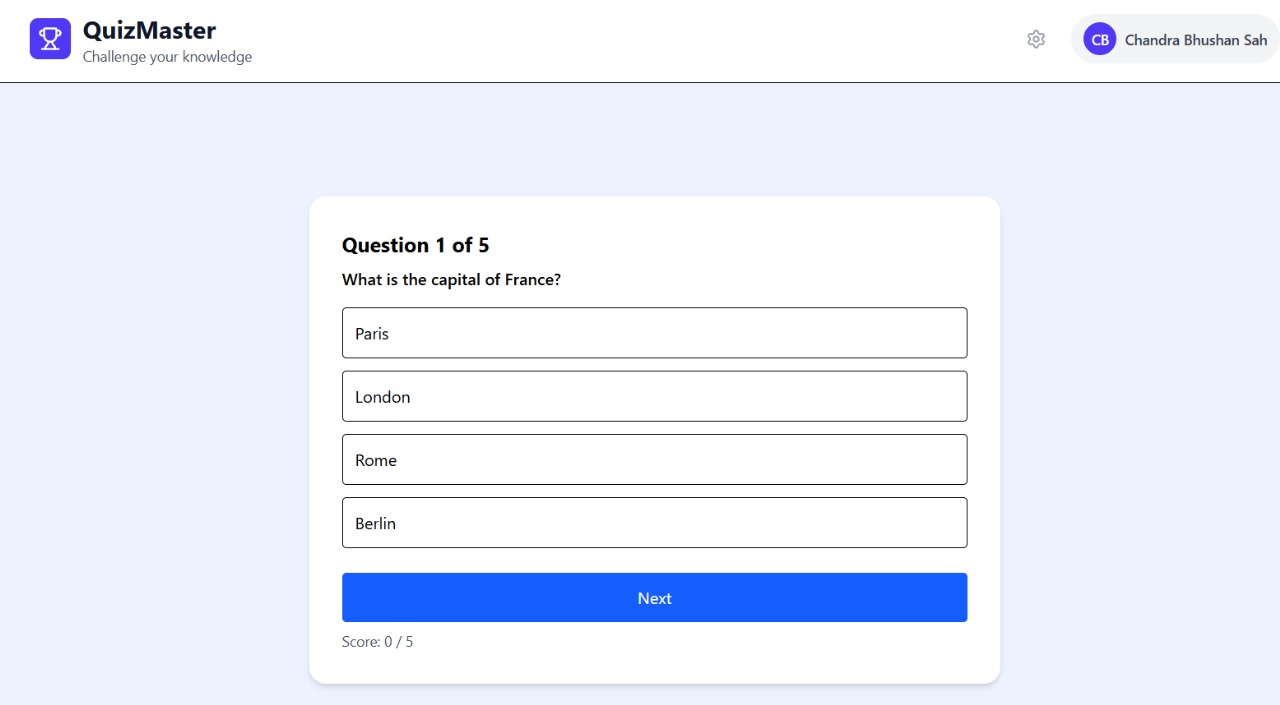 QuizMaster
Challenge your knowledge
CB
Chandra Bhushan Sah
Question 1 of 5
What is the capital of France?
Paris
London
Rome
Berlin
Next
Score: 0 / 5